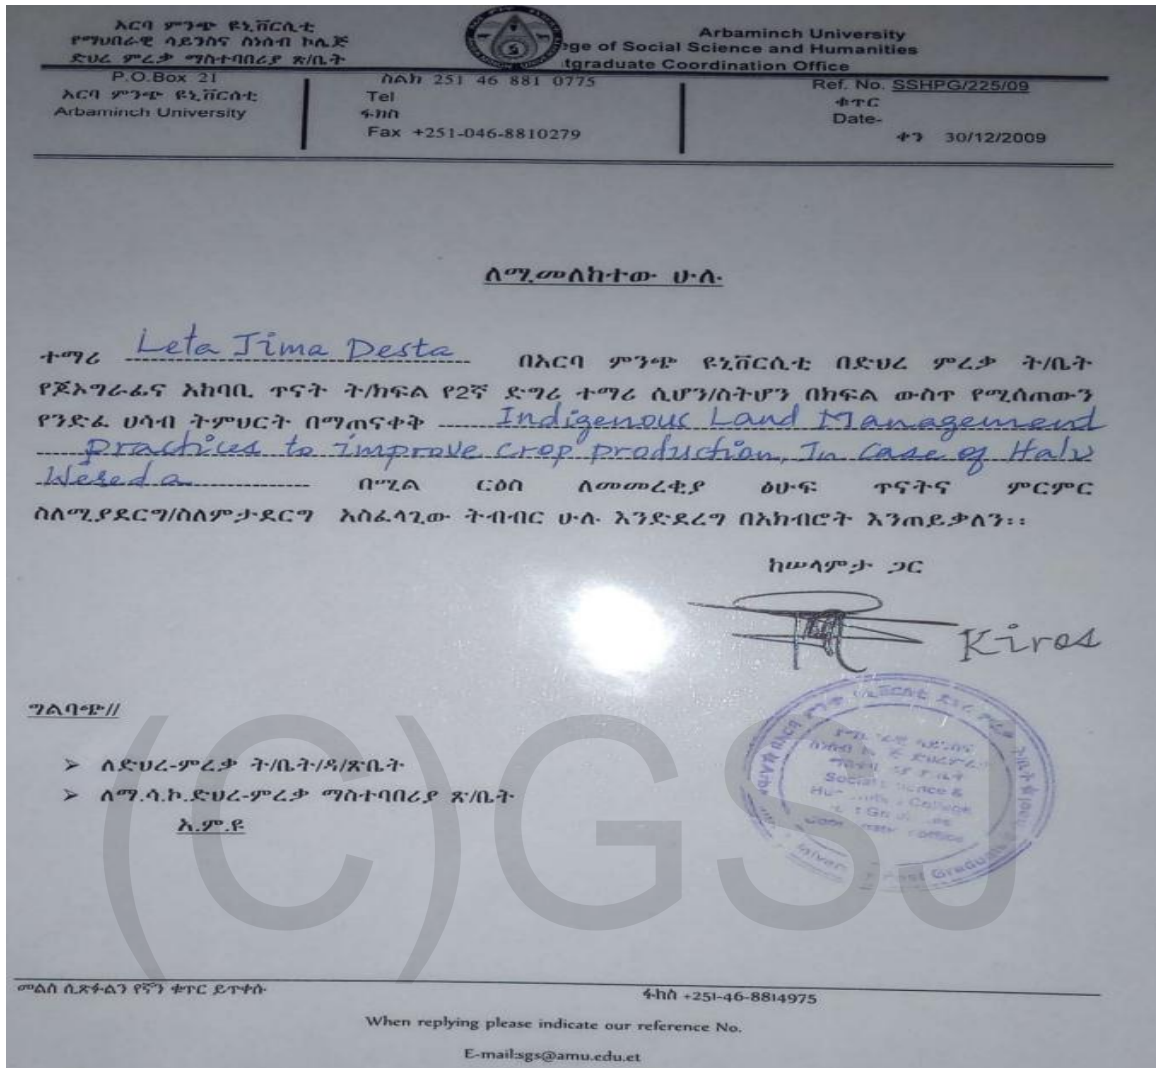 አርባ ምንጭ ዩኒቨርሲቲ
የማህበራዊ ሳይንስና ስነሰብ ኮሌጅ
ድህረ ምረቃ ማስተባበሪያ ጽ/ቤት
Arbaminch University
ege of Social Science and Humanities
tgraduate Coordination Office
P.O.Box 21
አርባ ምንጭ ዩኒቨርሲቲ
Arbaminch University
ስልክ 251 46 881 0775
Tel
ፋክስ
Fax +251-046-8810279
Ref. No. SSHPG/225/09
ቁጥር
Date-
ቀን 30/12/2009
ለሚመለከተው ሁሉ
ተማሪ Leta Jima Desta በአርባ ምንጭ ዩኒቨርሲቲ በድህረ ምረቃ ት/ቤት
የጆኦግራፊና አካባቢ ጥናት ት/ክፍል የ2ኛ ድግሪ ተማሪ ሲሆን/ስትሆን በክፍል ውስጥ የሚሰጠውን
የንድፈ ሀሳብ ትምህርት በማጠናቀቅ Indigenous Land Management
practices to improve crop production, In case of Halu
Wereda በሚል ርዕስ ለመመረቂያ ፅሁፍ ጥናትና ምርምር
ስለሚያደርግ/ስለምታደርግ አስፈላጊው ትብብር ሁሉ እንድደረግ በአክብሮት እንጠይቃለን፡፡
ከሠላምታ ጋር
Kiros
ግልባጭ//
➢ ለድህረ-ምረቃ ት/ቤት/ዳ/ጽቤት
➢ ለማ.ሳ.ኮ.ድህረ-ምረቃ ማስተባበሪያ ጽ/ቤት
አ.ም.ዩ
Social
College
(C)GSJ
መልስ ሲጽፉልን የኛን ቁጥር ይጥቀሱ
ፋክስ +251-46-8814975
When replying please indicate our reference No.
E-mail:sgs@amu.edu.et